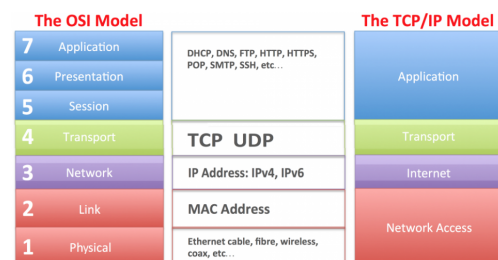 The OSI Model
The TCP/IP Model
7 Application
6 Presentation
5 Session
4 Transport
3 Network
2 Link
1 Physical
DHCP, DNS, FTP, HTTP, HTTPS,
POP, SMTP, SSH, etc...
TCP UDP
IP Address: IPv4, IPv6
MAC Address
Ethernet cable, fibre, wireless,
coax, etc...
Application
Transport
Internet
Network Access